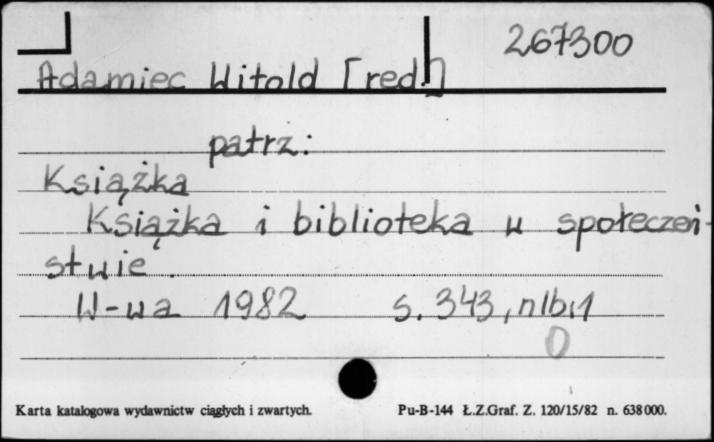 267300
Adamiec Witold [red.]
patrz:
Książka
Książka i biblioteka w społeczeń-
stwie.
W-wa 1982 s. 343, nlb. 1
0
Karta katalogowa wydawnictw ciągłych i zwartych. Pu-B-144 Ł.Z.Graf. Z. 120/15/82 n. 638000.